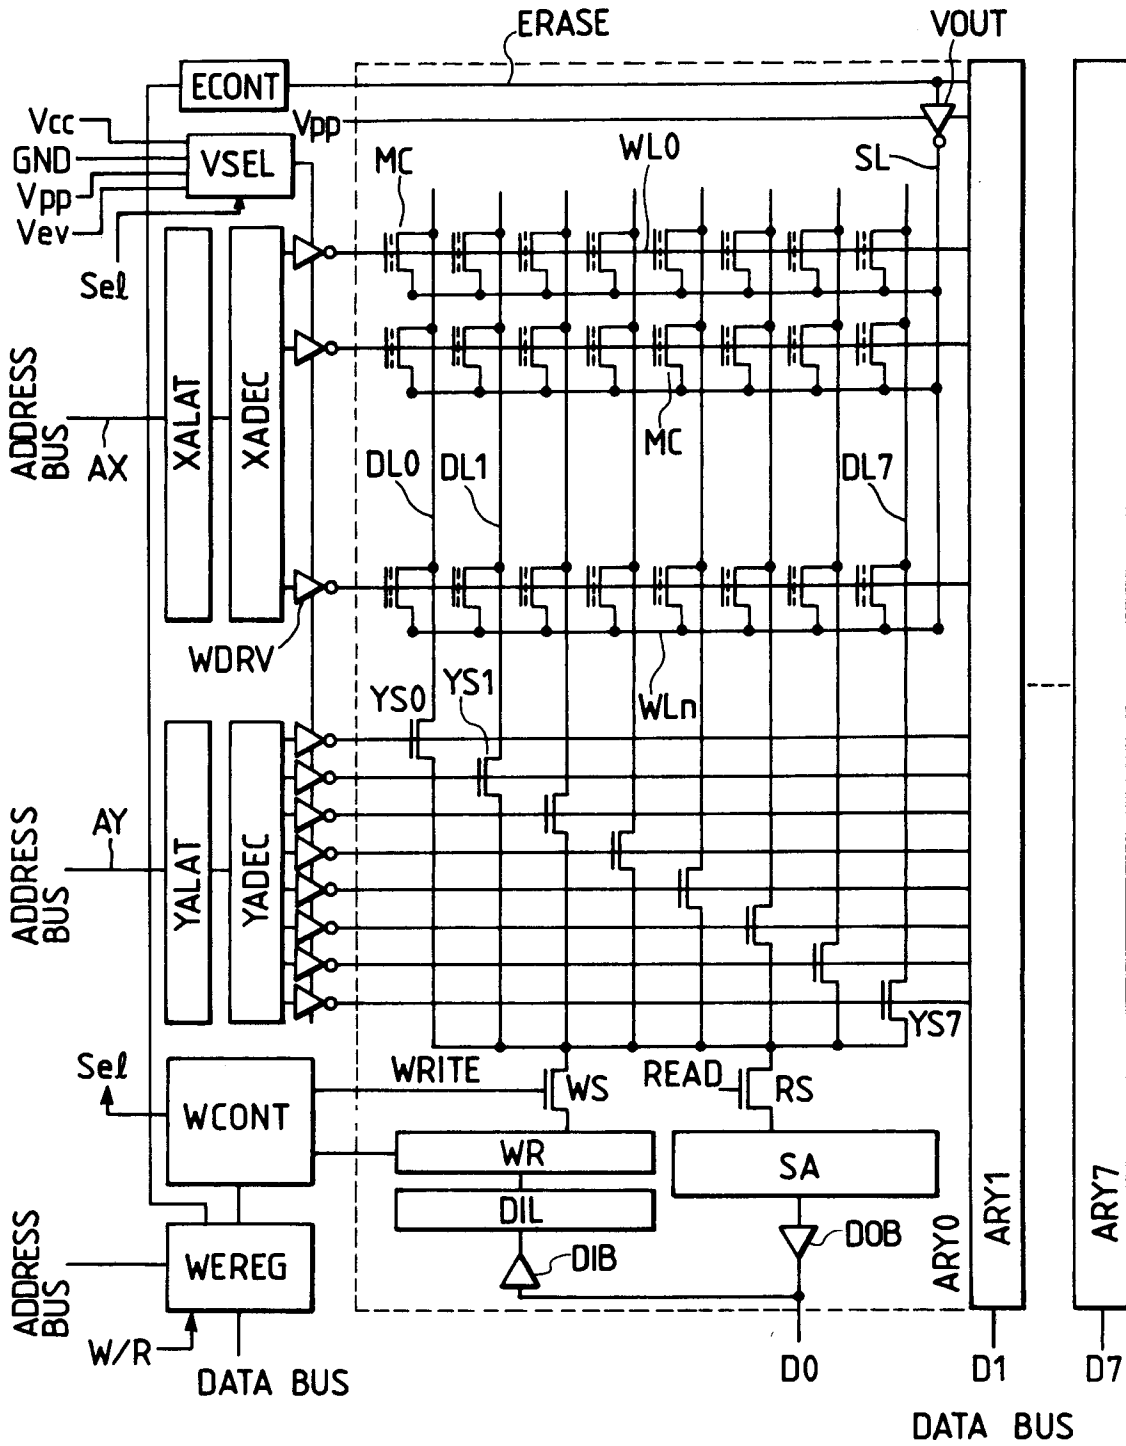 ERASE
VOUT
ECONT
Vcc
GND
Vpp
Vev
VSEL
Vpp
MC
WL0
SL
Sel
ADDRESS
BUS
AX
XALAT
XADEC
MC
DL0
DL1
DL7
WDRV
WLn
YS0
YS1
ADDRESS
BUS
AY
YALAT
YADEC
YS7
Sel
WCONT
WRITE
WS
READ
RS
WR
SA
DIL
DIB
DOB
ARY0
ARY1
ARY7
ADDRESS
BUS
WEREG
W/R
DATA BUS
D0
D1
D7
DATA BUS